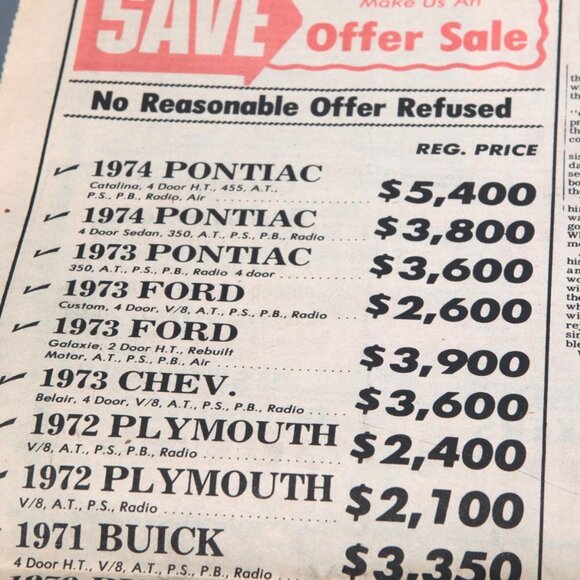 SAVE
Make Us An
Offer Sale
No Reasonable Offer Refused
REG. PRICE
1974 PONTIAC
Catalina, 4 Door H.T., 455, A.T.,
P.S., P.B., Radio, Air $5,400
1974 PONTIAC
4 Door Sedan, 350, A.T., P.S., P.B., Radio $3,800
1973 PONTIAC
350, A.T., P.S., P.B., Radio 4 door $3,600
1973 FORD
Custom, 4 Door, V/8, A.T., P.S., P.B., Radio $2,600
1973 FORD
Galaxie, 2 Door H.T., Rebuilt
Motor, A.T., P.S., P.B., Air $3,900
1973 CHEV.
Belair, 4 Door, V/8, A.T., P.S., P.B., Radio $3,600
1972 PLYMOUTH
V/8, A.T., P.S., P.B., Radio $2,400
1972 PLYMOUTH
V/8, A.T., P.S., Radio $2,100
1971 BUICK
4 Door H.T., V/8, A.T., P.S., P.B., Radio $3,350